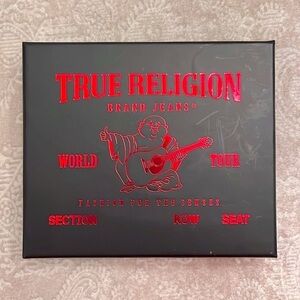 TRUE RELIGION
BRAND JEANS®
WORLD TOUR
FASHION FOR THE SENSES
SECTION ROW SEAT